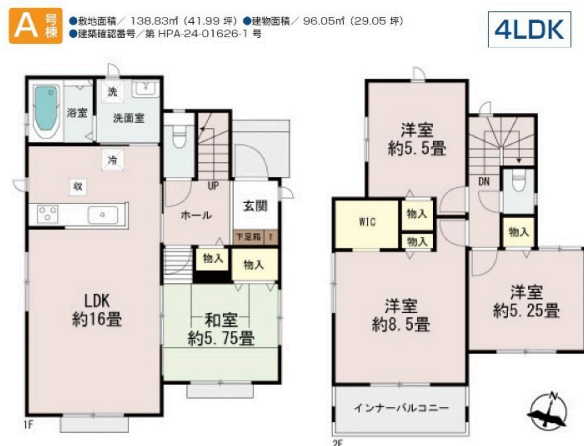 A号棟
●敷地面積／ 138.83㎡ (41.99 坪) ●建物面積／ 96.05㎡ (29.05 坪)
●建築確認番号／第 HPA-24-01626-1 号
4LDK
浴室
洗
洗面室
冷
収
UP
ホール
玄関
下足箱
物入
物入
LDK
約16畳
和室
約5.75畳
1F
洋室
約5.5畳
DN
WIC
物入
物入
物入
洋室
約8.5畳
洋室
約5.25畳
インナーバルコニー
2F
N